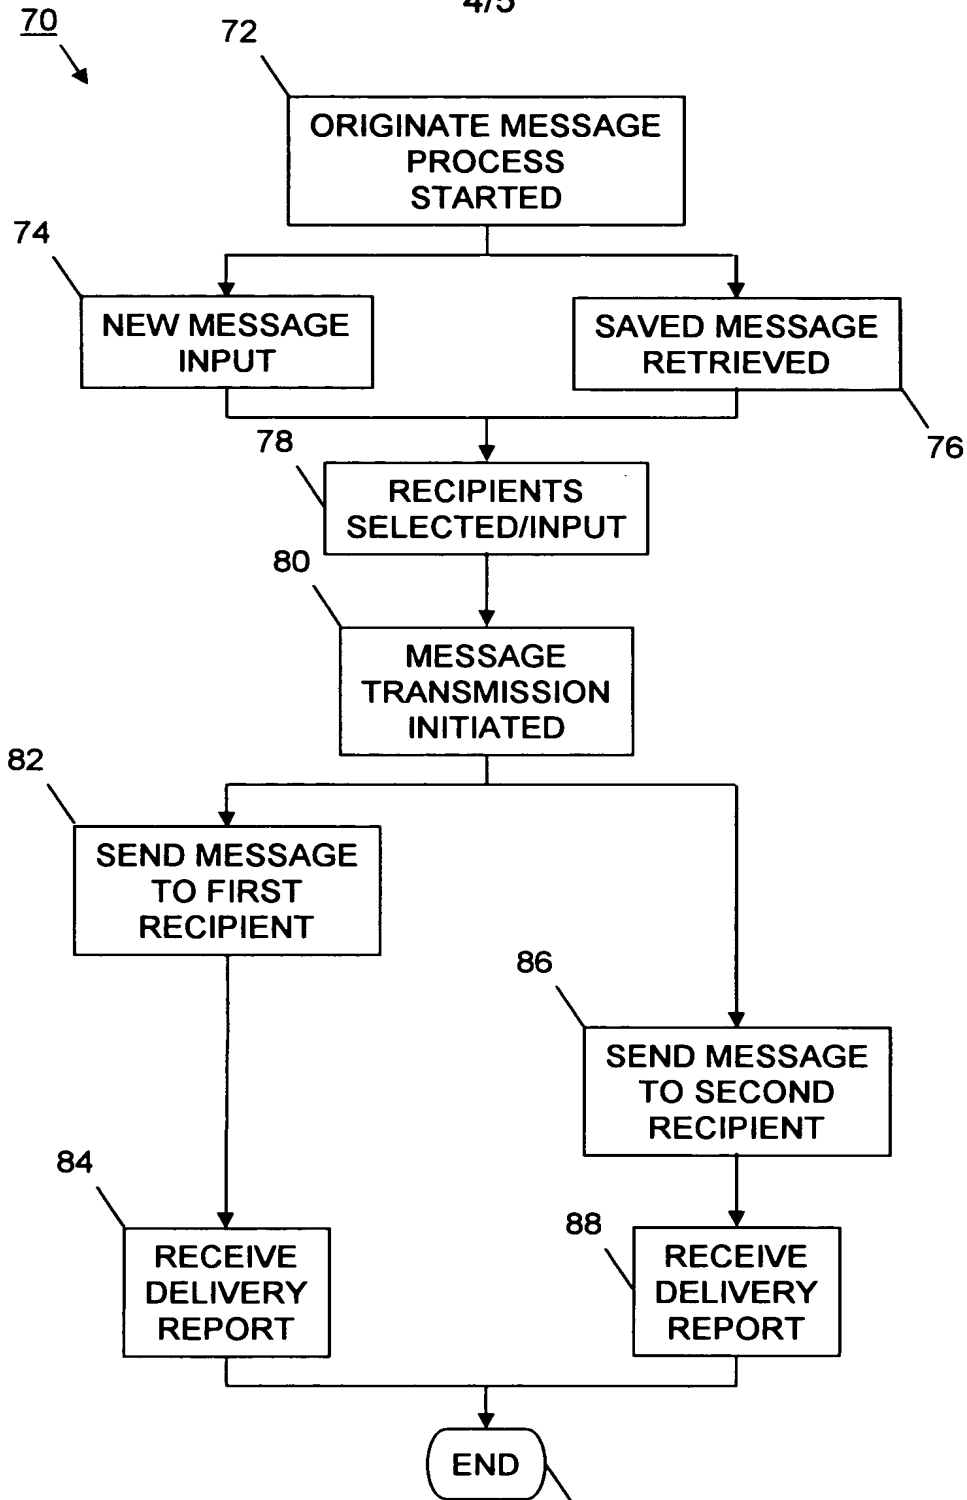 4/5
70
72
ORIGINATE MESSAGE
PROCESS
STARTED
74
NEW MESSAGE
INPUT
SAVED MESSAGE
RETRIEVED
76
78
RECIPIENTS
SELECTED/INPUT
80
MESSAGE
TRANSMISSION
INITIATED
82
SEND MESSAGE
TO FIRST
RECIPIENT
86
SEND MESSAGE
TO SECOND
RECIPIENT
84
RECEIVE
DELIVERY
REPORT
88
RECEIVE
DELIVERY
REPORT
END